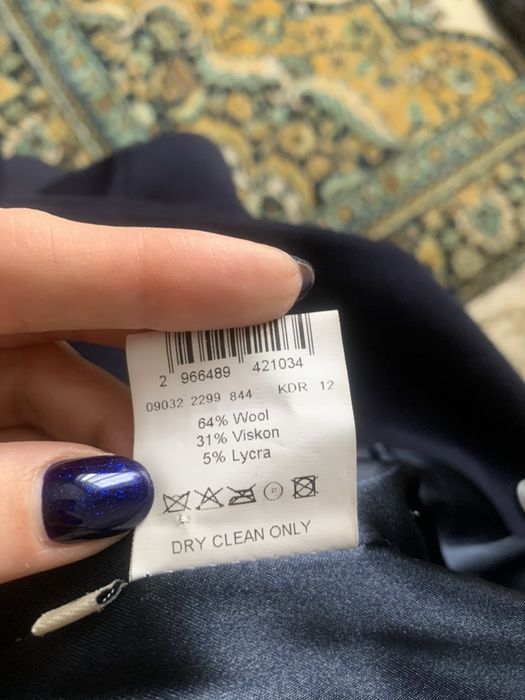 2 966489 421034
09032 2299 844 KDR 12
64% Wool
31% Viskon
5% Lycra
P
DRY CLEAN ONLY